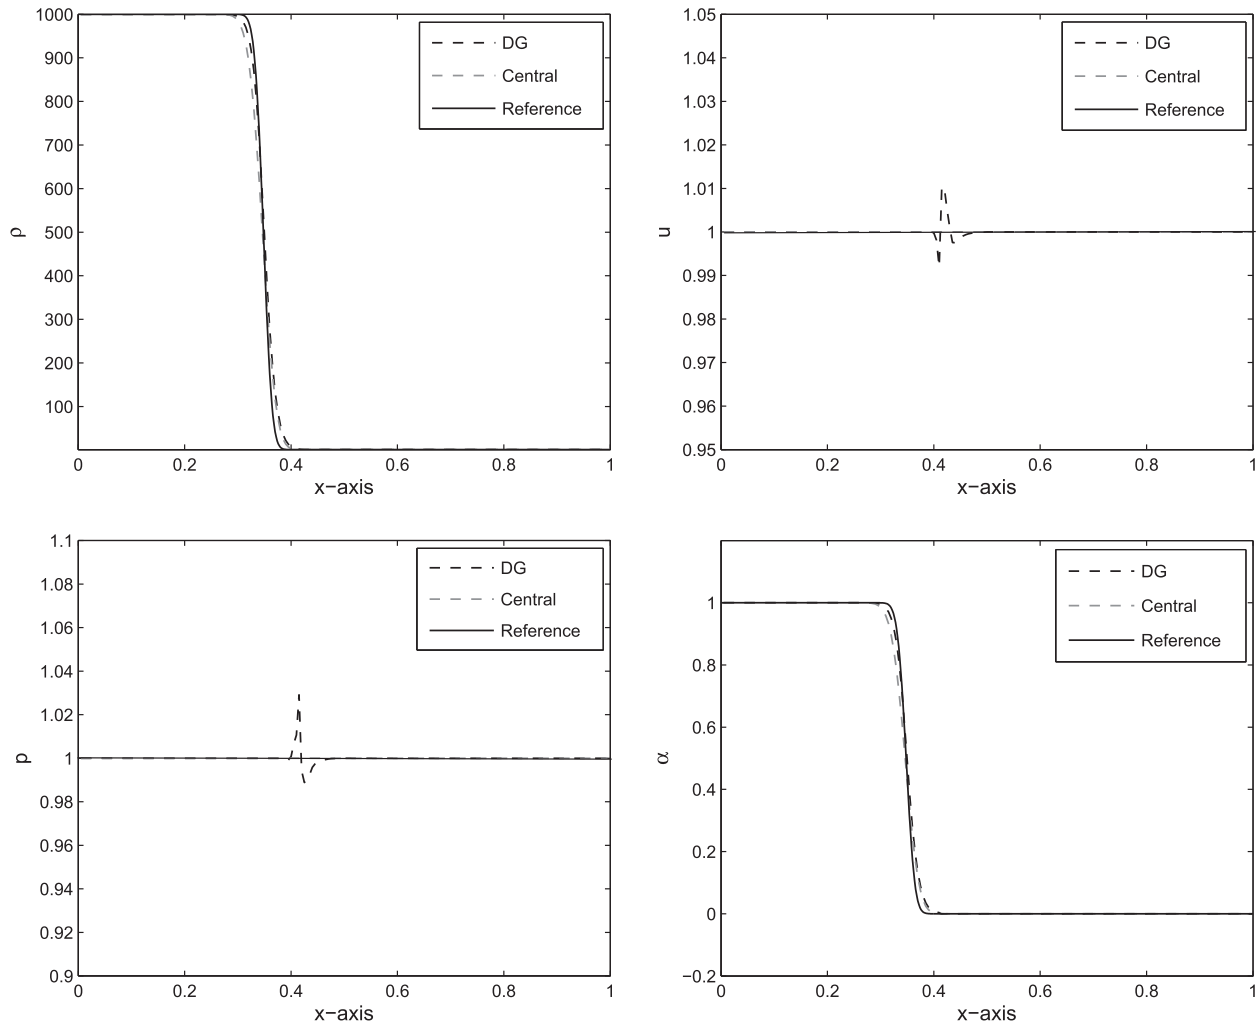 1000
900
800
700
600
500
400
300
200
100
ρ
0 0.2 0.4 0.6 0.8 1
x−axis
DG
Central
Reference
1.05
1.04
1.03
1.02
1.01
1
0.99
0.98
0.97
0.96
0.95
u
0 0.2 0.4 0.6 0.8 1
x−axis
DG
Central
Reference
1.1
1.08
1.06
1.04
1.02
1
0.98
0.96
0.94
0.92
0.9
p
0 0.2 0.4 0.6 0.8 1
x−axis
DG
Central
Reference
1
0.8
0.6
0.4
0.2
0
−0.2
α
0 0.2 0.4 0.6 0.8 1
x−axis
DG
Central
Reference